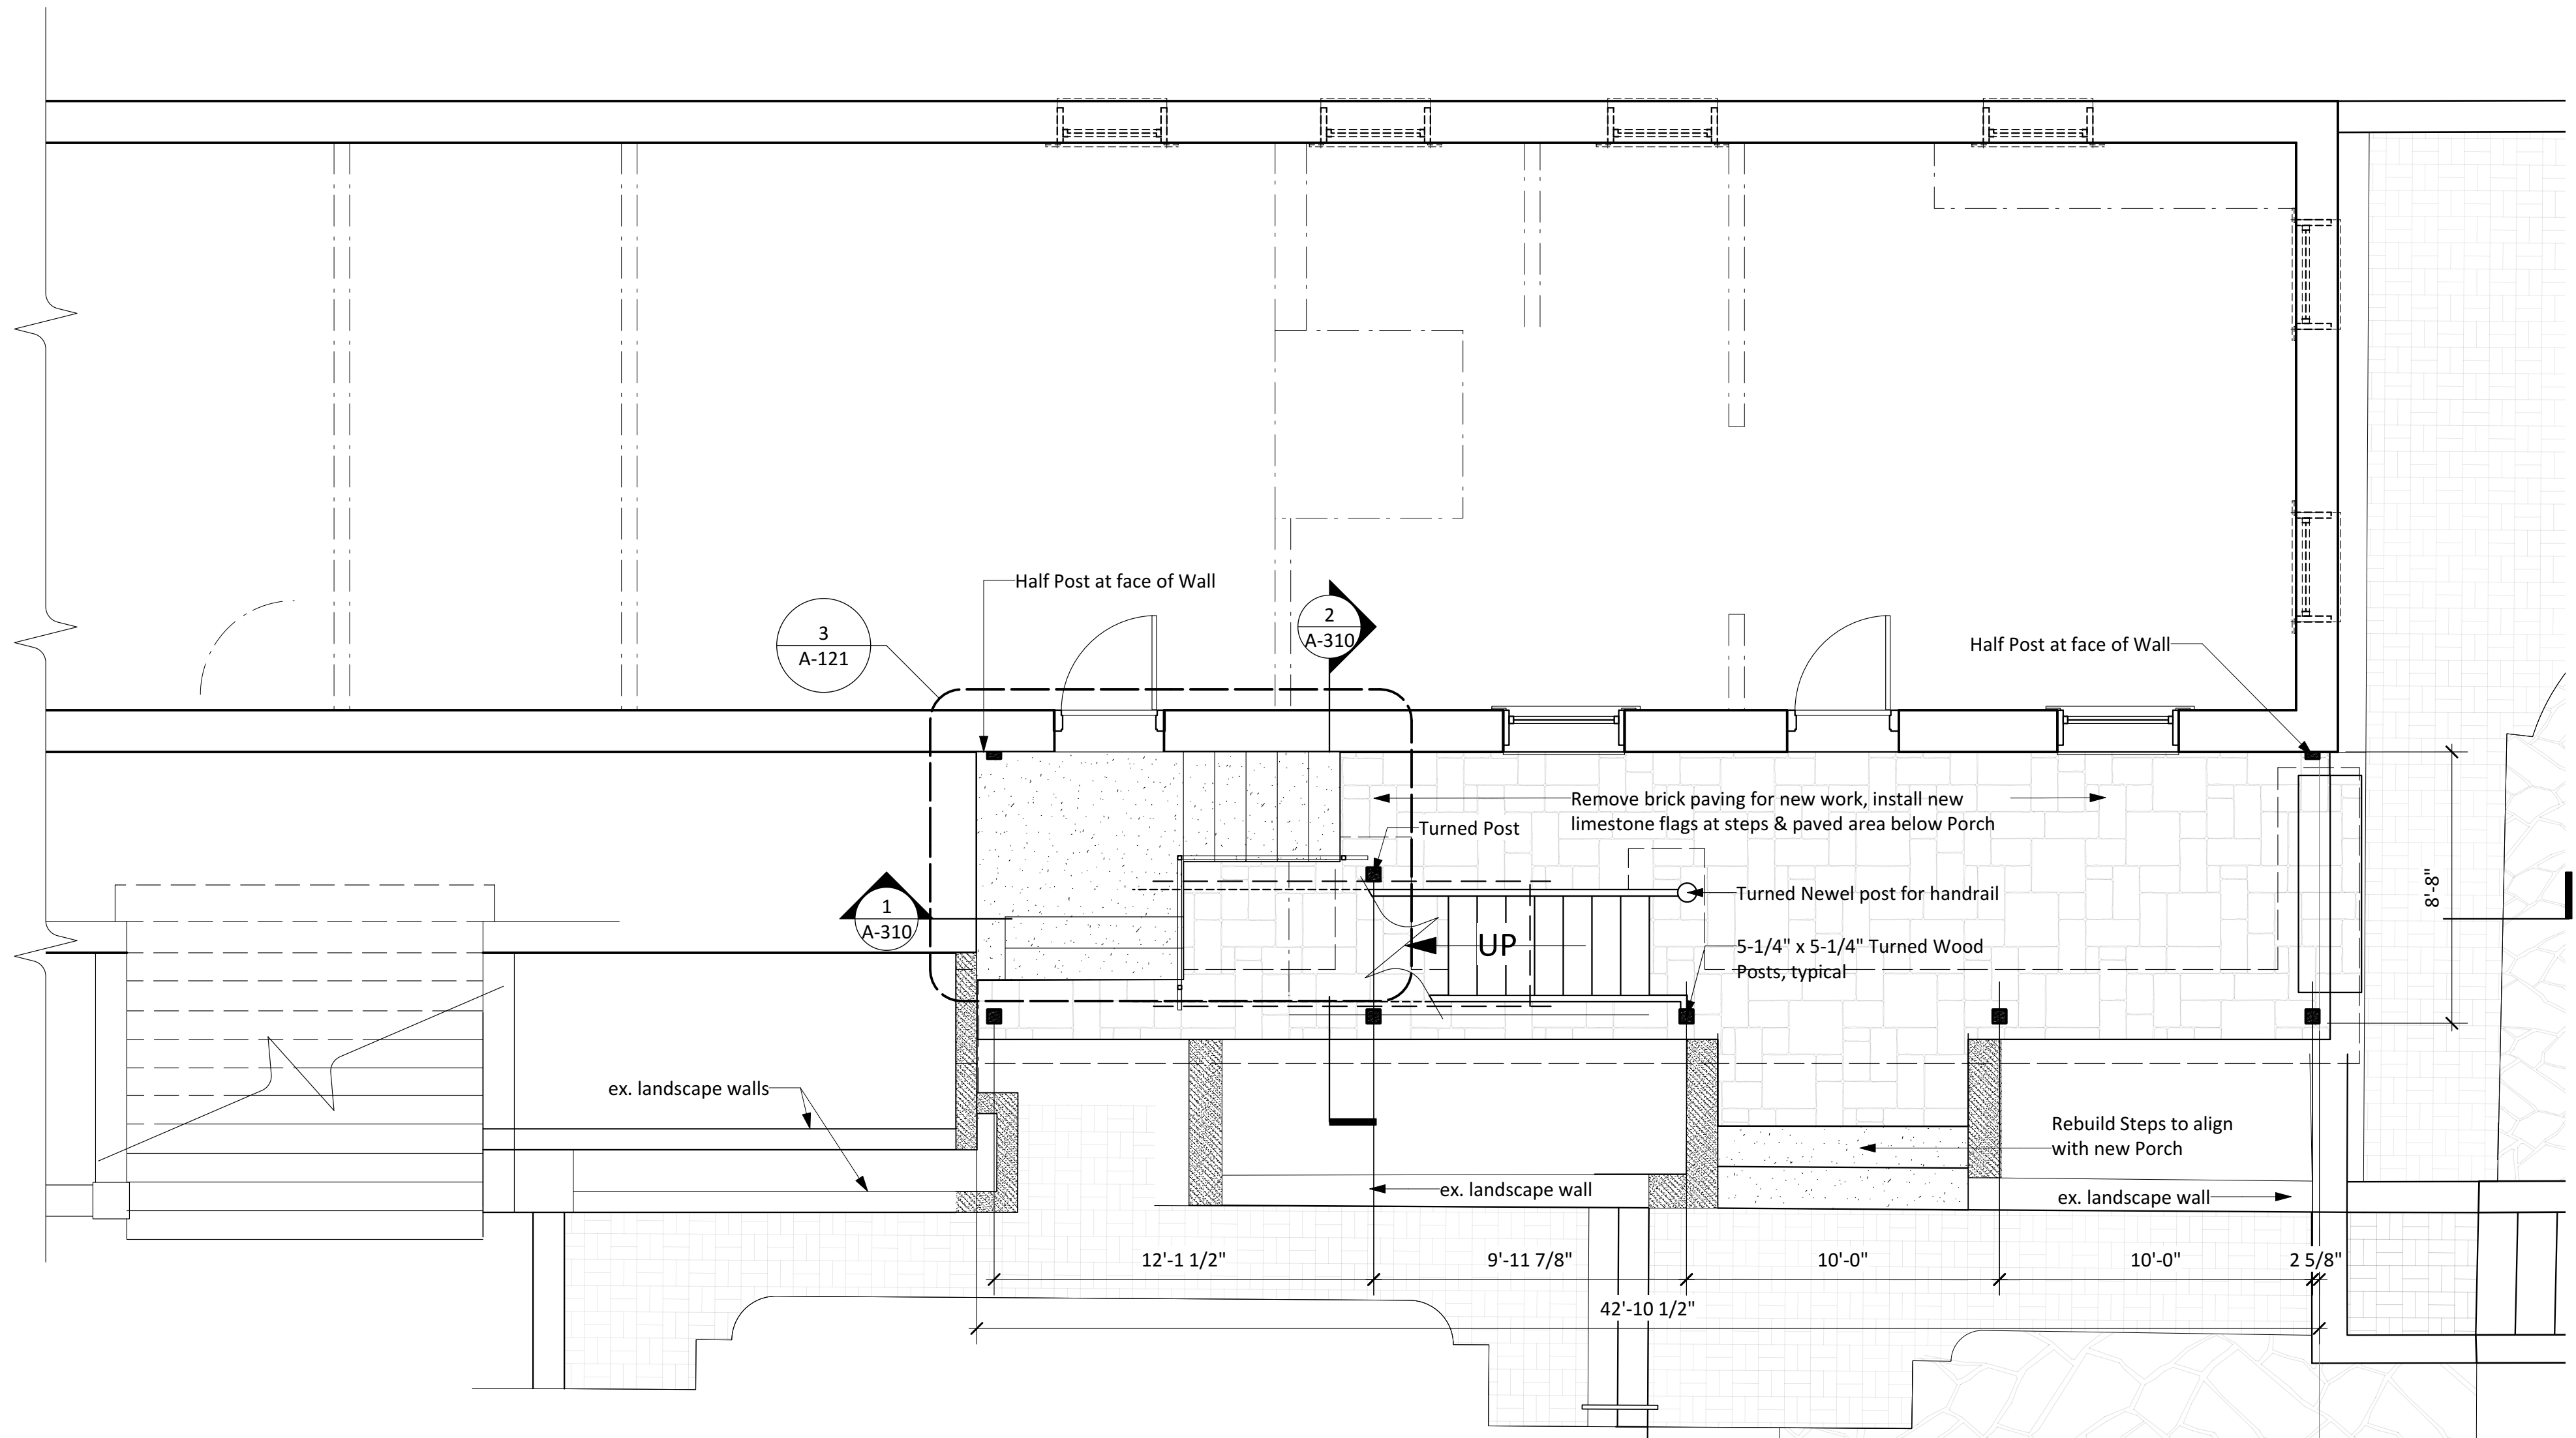 Half Post at face of Wall
3
A-121
2
A-310
Half Post at face of Wall
Remove brick paving for new work, install new
limestone flags at steps & paved area below Porch
Turned Post
Turned Newel post for handrail
8'-8"
1
A-310
UP
5-1/4" x 5-1/4" Turned Wood
Posts, typical
ex. landscape walls
Rebuild Steps to align
with new Porch
ex. landscape wall
ex. landscape wall
12'-1 1/2"
9'-11 7/8"
10'-0"
10'-0"
2 5/8"
42'-10 1/2"